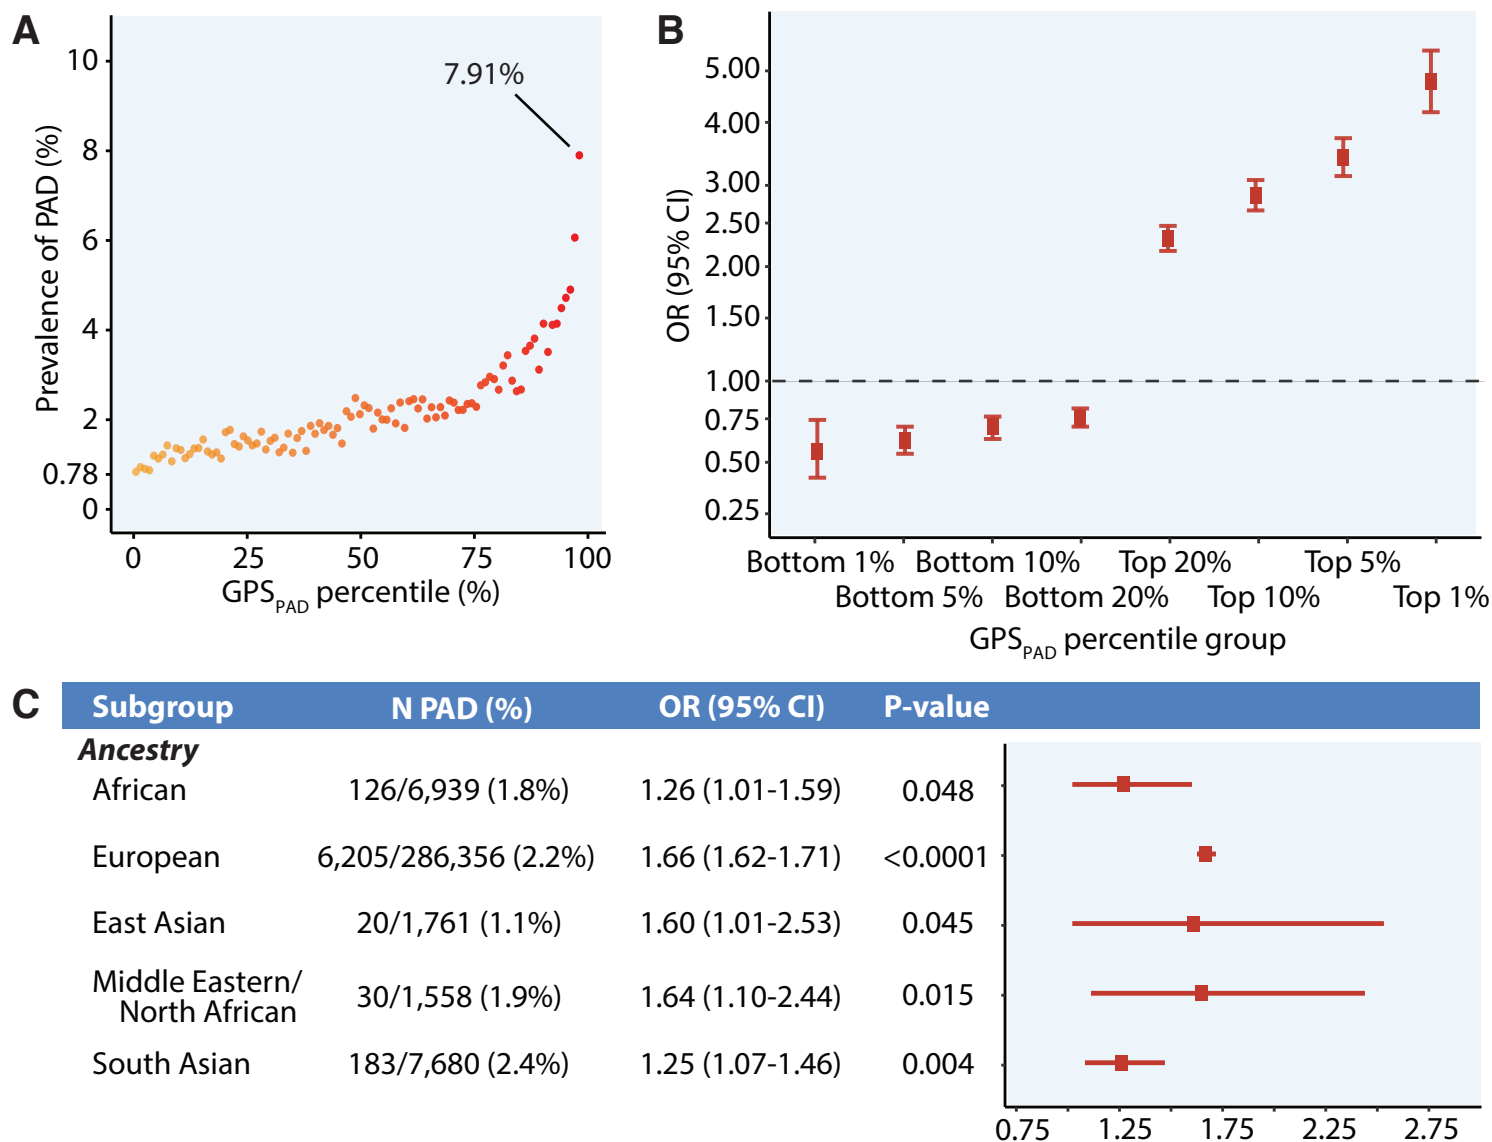 A
10
8
6
4
2
0.78
0
7.91%
Prevalence of PAD (%)
0 25 50 75 100
GPSPAD percentile (%)
B
5.00
4.00
3.00
2.50
2.00
1.50
1.00
0.75
0.50
0.25
OR (95% CI)
Bottom 1% Bottom 10% Top 20% Top 5%
Bottom 5% Bottom 20% Top 10% Top 1%
GPSPAD percentile group
C
Subgroup N PAD (%) OR (95% CI) P-value
Ancestry
African 126/6,939 (1.8%) 1.26 (1.01-1.59) 0.048
European 6,205/286,356 (2.2%) 1.66 (1.62-1.71) <0.0001
East Asian 20/1,761 (1.1%) 1.60 (1.01-2.53) 0.045
Middle Eastern/
North African 30/1,558 (1.9%) 1.64 (1.10-2.44) 0.015
South Asian 183/7,680 (2.4%) 1.25 (1.07-1.46) 0.004
0.75 1.25 1.75 2.25 2.75